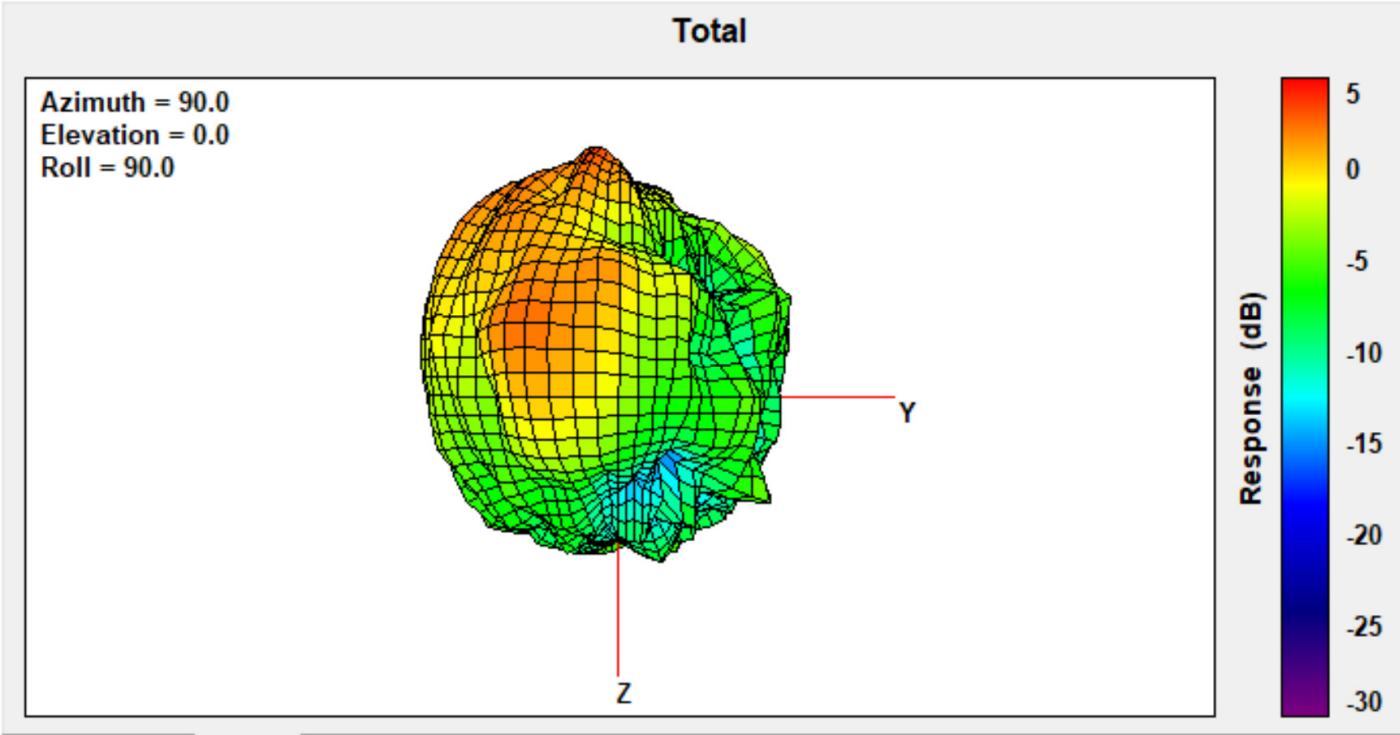 Total
Azimuth = 90.0
Elevation = 0.0
Roll = 90.0
Y
Z
5
0
-5
-10
-15
-20
-25
-30
Response (dB)